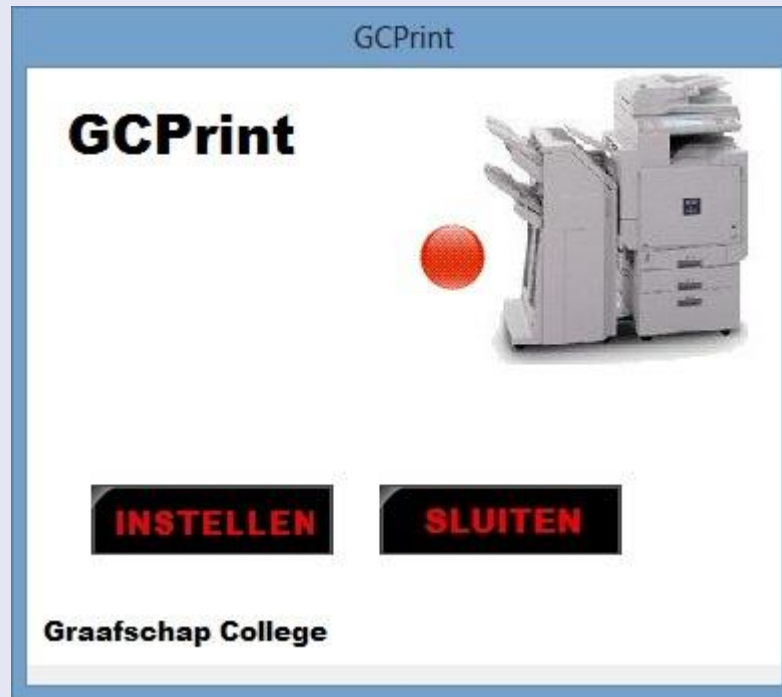 GCPrint
GCPrint
INSTELLEN
SLUITEN
Graafschap College